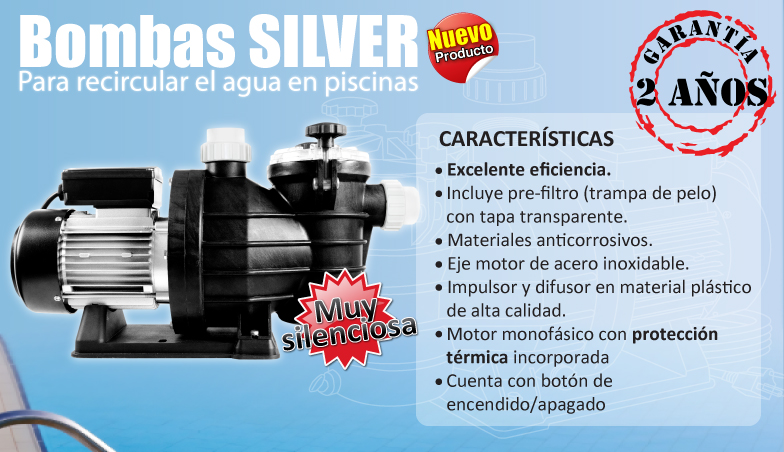 Bombas SILVER
Para recircular el agua en piscinas
Nuevo
Producto
GARANTÍA
2 AÑOS
CARACTERÍSTICAS
• Excelente eficiencia.
• Incluye pre-filtro (trampa de pelo)
con tapa transparente.
• Materiales anticorrosivos.
• Eje motor de acero inoxidable.
• Impulsor y difusor en material plástico
de alta calidad.
• Motor monofásico con protección
térmica incorporada
• Cuenta con botón de
encendido/apagado
Muy
silenciosa